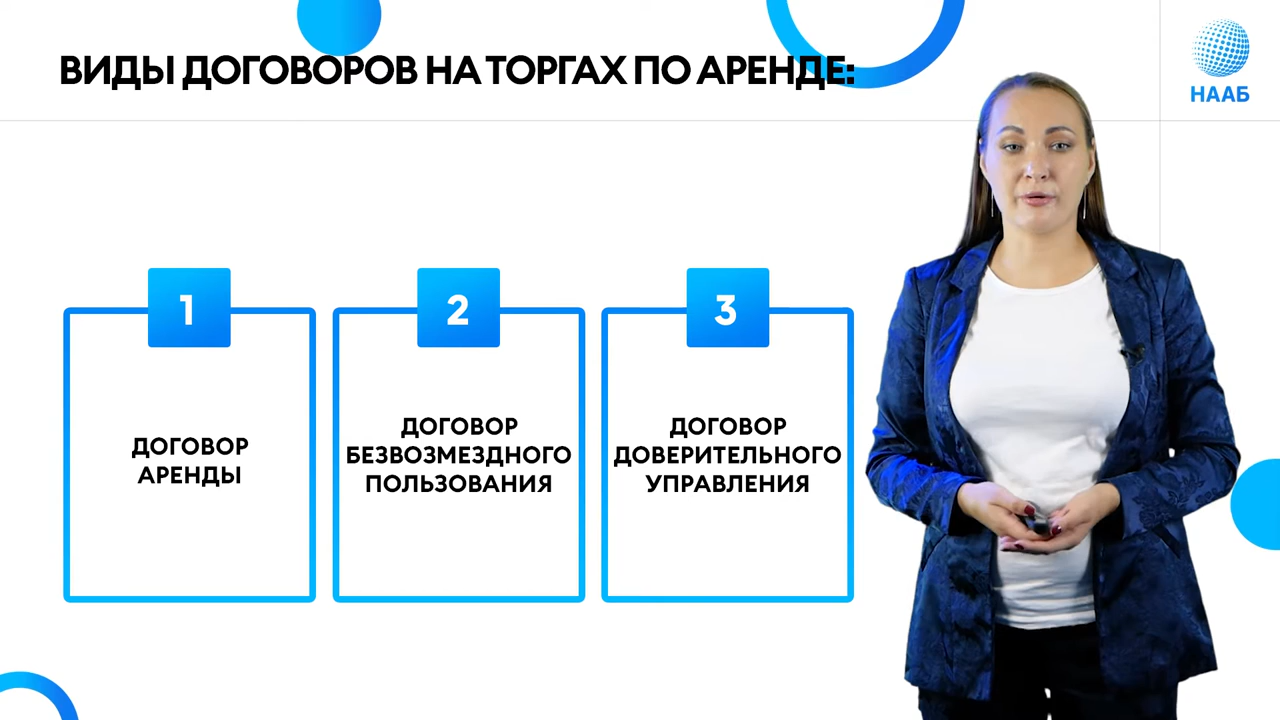 ВИДЫ ДОГОВОРОВ НА ТОРГАХ ПО АРЕНДЕ:
НААБ
1
ДОГОВОР
АРЕНДЫ
2
ДОГОВОР
БЕЗВОЗМЕЗДНОГО
ПОЛЬЗОВАНИЯ
3
ДОГОВОР
ДОВЕРИТЕЛЬНОГО
УПРАВЛЕНИЯ